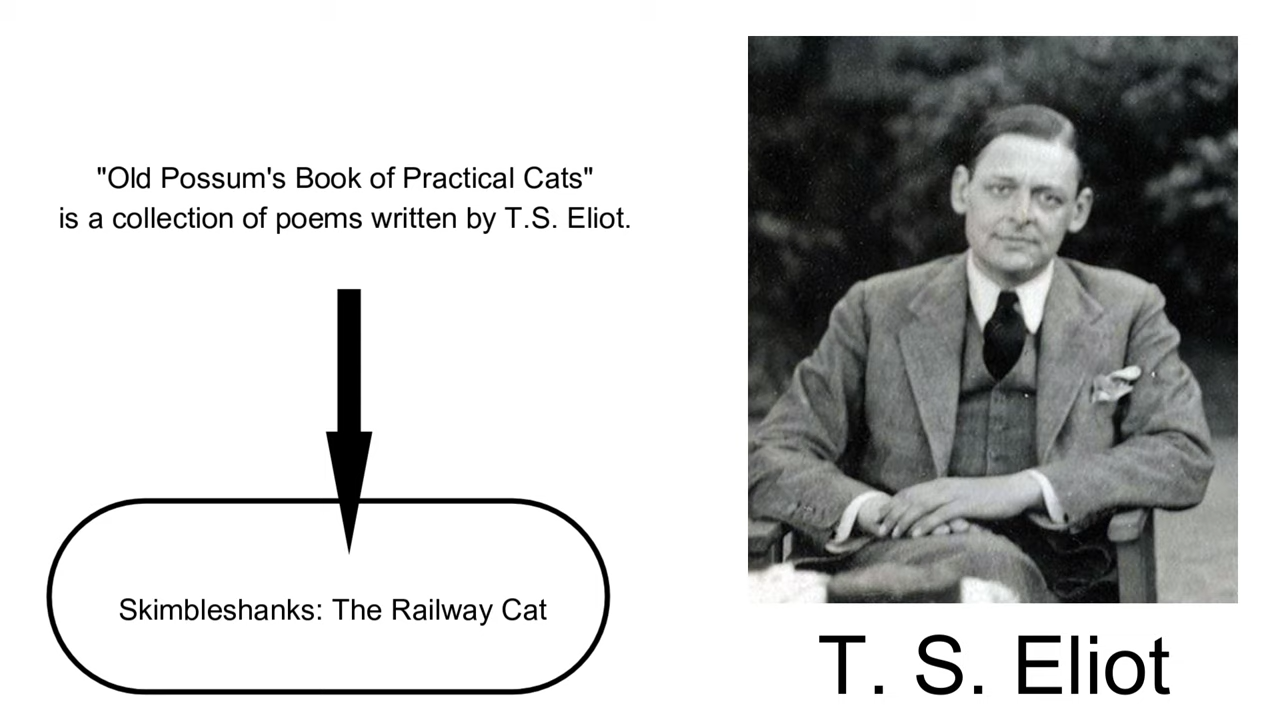 "Old Possum's Book of Practical Cats"
is a collection of poems written by T.S. Eliot.
Skimbleshanks: The Railway Cat
T. S. Eliot